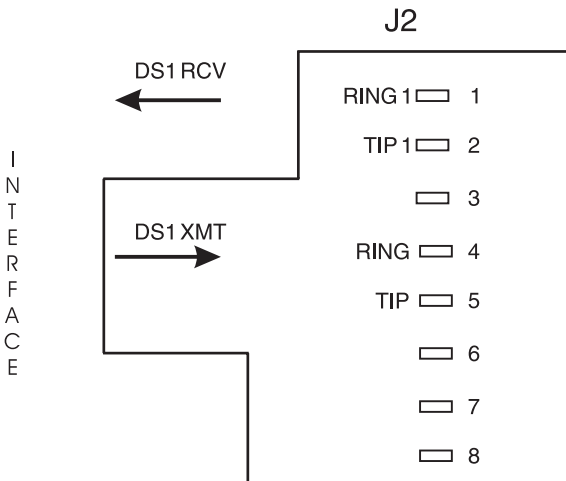 J2
DS1 RCV
RING 1 1
TIP 1 2
3
DS1 XMT
RING 4
TIP 5
6
7
8
INTERFACE